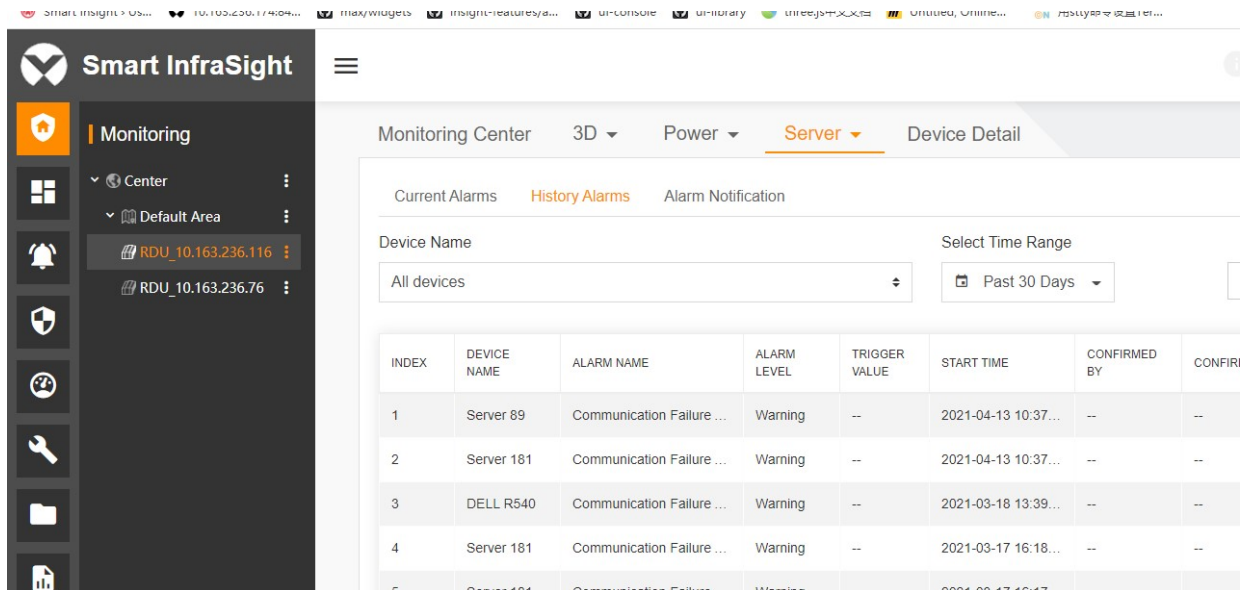 Smart InfraSight
Monitoring
Center
Default Area
RDU_10.163.236.116
RDU_10.163.236.76
Monitoring Center 3D Power Server Device Detail
Current Alarms History Alarms Alarm Notification
Device Name Select Time Range
All devices Past 30 Days
INDEX DEVICE NAME ALARM NAME ALARM LEVEL TRIGGER VALUE START TIME CONFIRMED BY
1 Server 89 Communication Failure ... Warning -- 2021-04-13 10:37... -- --
2 Server 181 Communication Failure ... Warning -- 2021-04-13 10:37... -- --
3 DELL R540 Communication Failure ... Warning -- 2021-03-18 13:39... -- --
4 Server 181 Communication Failure ... Warning -- 2021-03-17 16:18... -- --